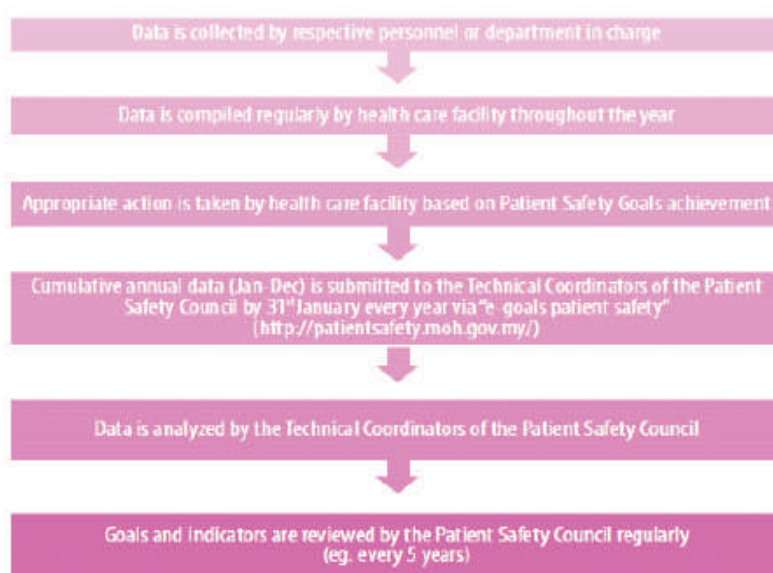 Data is collected by respective personnel or department in charge
Data is compiled regularly by health care facility throughout the year
Appropriate action is taken by health care facility based on Patient Safety Goals achievement
Cumulative annual data (Jan-Dec) is submitted to the Technical Coordinators of the Patient
Safety Council by 31st January every year via "e-goals patient safety"
(http://patientsafety.moh.gov.my/)
Data is analyzed by the Technical Coordinators of the Patient Safety Council
Goals and indicators are reviewed by the Patient Safety Council regularly
(eg. every 5 years)